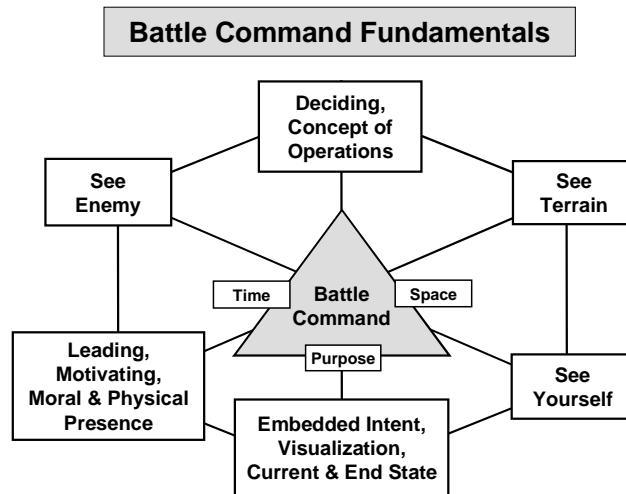 Battle Command Fundamentals
Deciding,
Concept of
Operations
See
Enemy
See
Terrain
Time
Battle
Command
Space
Purpose
Leading,
Motivating,
Moral & Physical
Presence
See
Yourself
Embedded Intent,
Visualization,
Current & End State